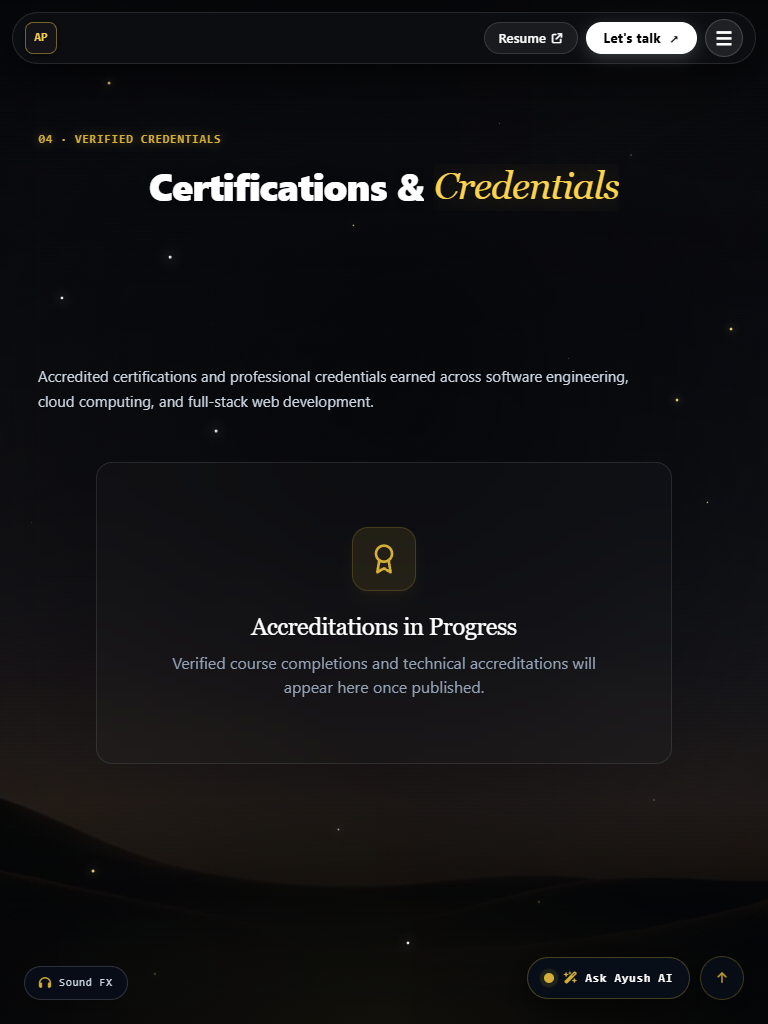 AP
Resume
Let's talk ↗
04 · VERIFIED CREDENTIALS
Certifications & Credentials
Accredited certifications and professional credentials earned across software engineering,
cloud computing, and full-stack web development.
Accreditations in Progress
Verified course completions and technical accreditations will
appear here once published.
Sound FX
Ask Ayush AI